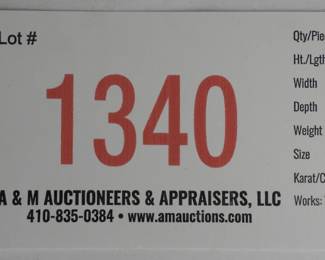 Lot #
1340
A & M AUCTIONEERS & APPRAISERS, LLC
410-835-0384 • www.amauctions.com
Qty/Pie
Ht./Lgth
Width
Depth
Weight
Size
Karat/C
Works: